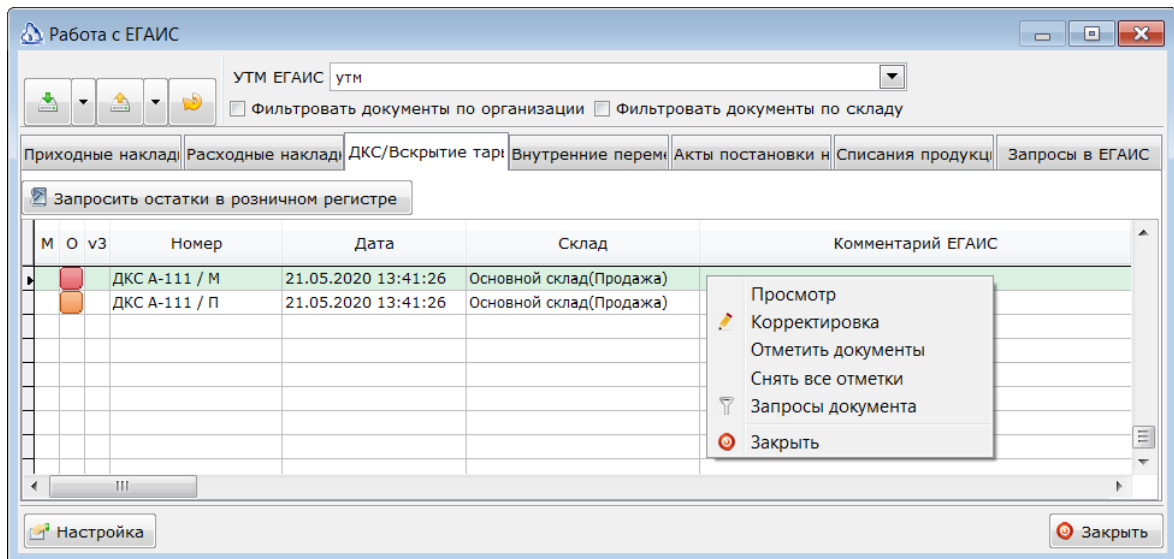 Работа с ЕГАИС
УТМ ЕГАИС утм
Фильтровать документы по организации Фильтровать документы по складу
Приходные наклад Расходные наклад ДКС/Вскрытие тар Внутренние перем Акты постановки н Списания продукц Запросы в ЕГАИС
Запросить остатки в розничном регистре
М О v3 Номер Дата Склад Комментарий ЕГАИС
ДКС А-111 / М 21.05.2020 13:41:26 Основной склад(Продажа)
ДКС А-111 / П 21.05.2020 13:41:26 Основной склад(Продажа)
Просмотр
Корректировка
Отметить документы
Снять все отметки
Запросы документа
Закрыть
Настройка Закрыть